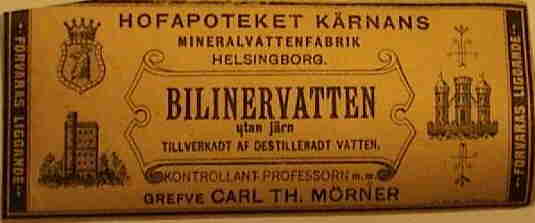 HOFAPOTEKET KÄRNANS
MINERALVATTENFABRIK
HELSINGBORG.
BILINERVATTEN
utan järn
TILLVERKADT AF DESTILLERADT VATTEN.
KONTROLLANT PROFESSORN m.m.
GREFVE CARL TH. MÖRNER
FÖRVARAS LIGGANDE
FÖRVARAS LIGGANDE